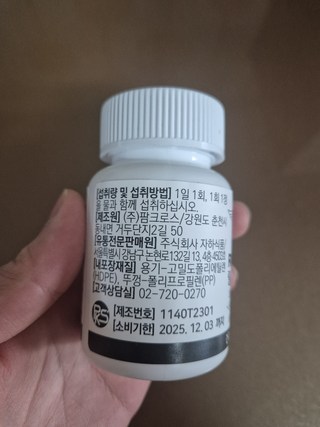 [섭취량 및 섭취방법] 1일 1회, 1회 1정
을 물과 함께 섭취하십시오.
[제조원] (주)팜크로스/강원도 춘천시
동내면 거두단지2길 50
[유통전문판매원] 주식회사 자하식품/
서울특별시 강남구 논현로132길 13,
[내포장재질] 용기-고밀도폴리에틸렌
(HDPE), 뚜껑-폴리프로필렌(PP)
[고객상담실] 02-720-0270
PS
[제조번호] 1140T2301
[소비기한] 2025. 12. 03 까지